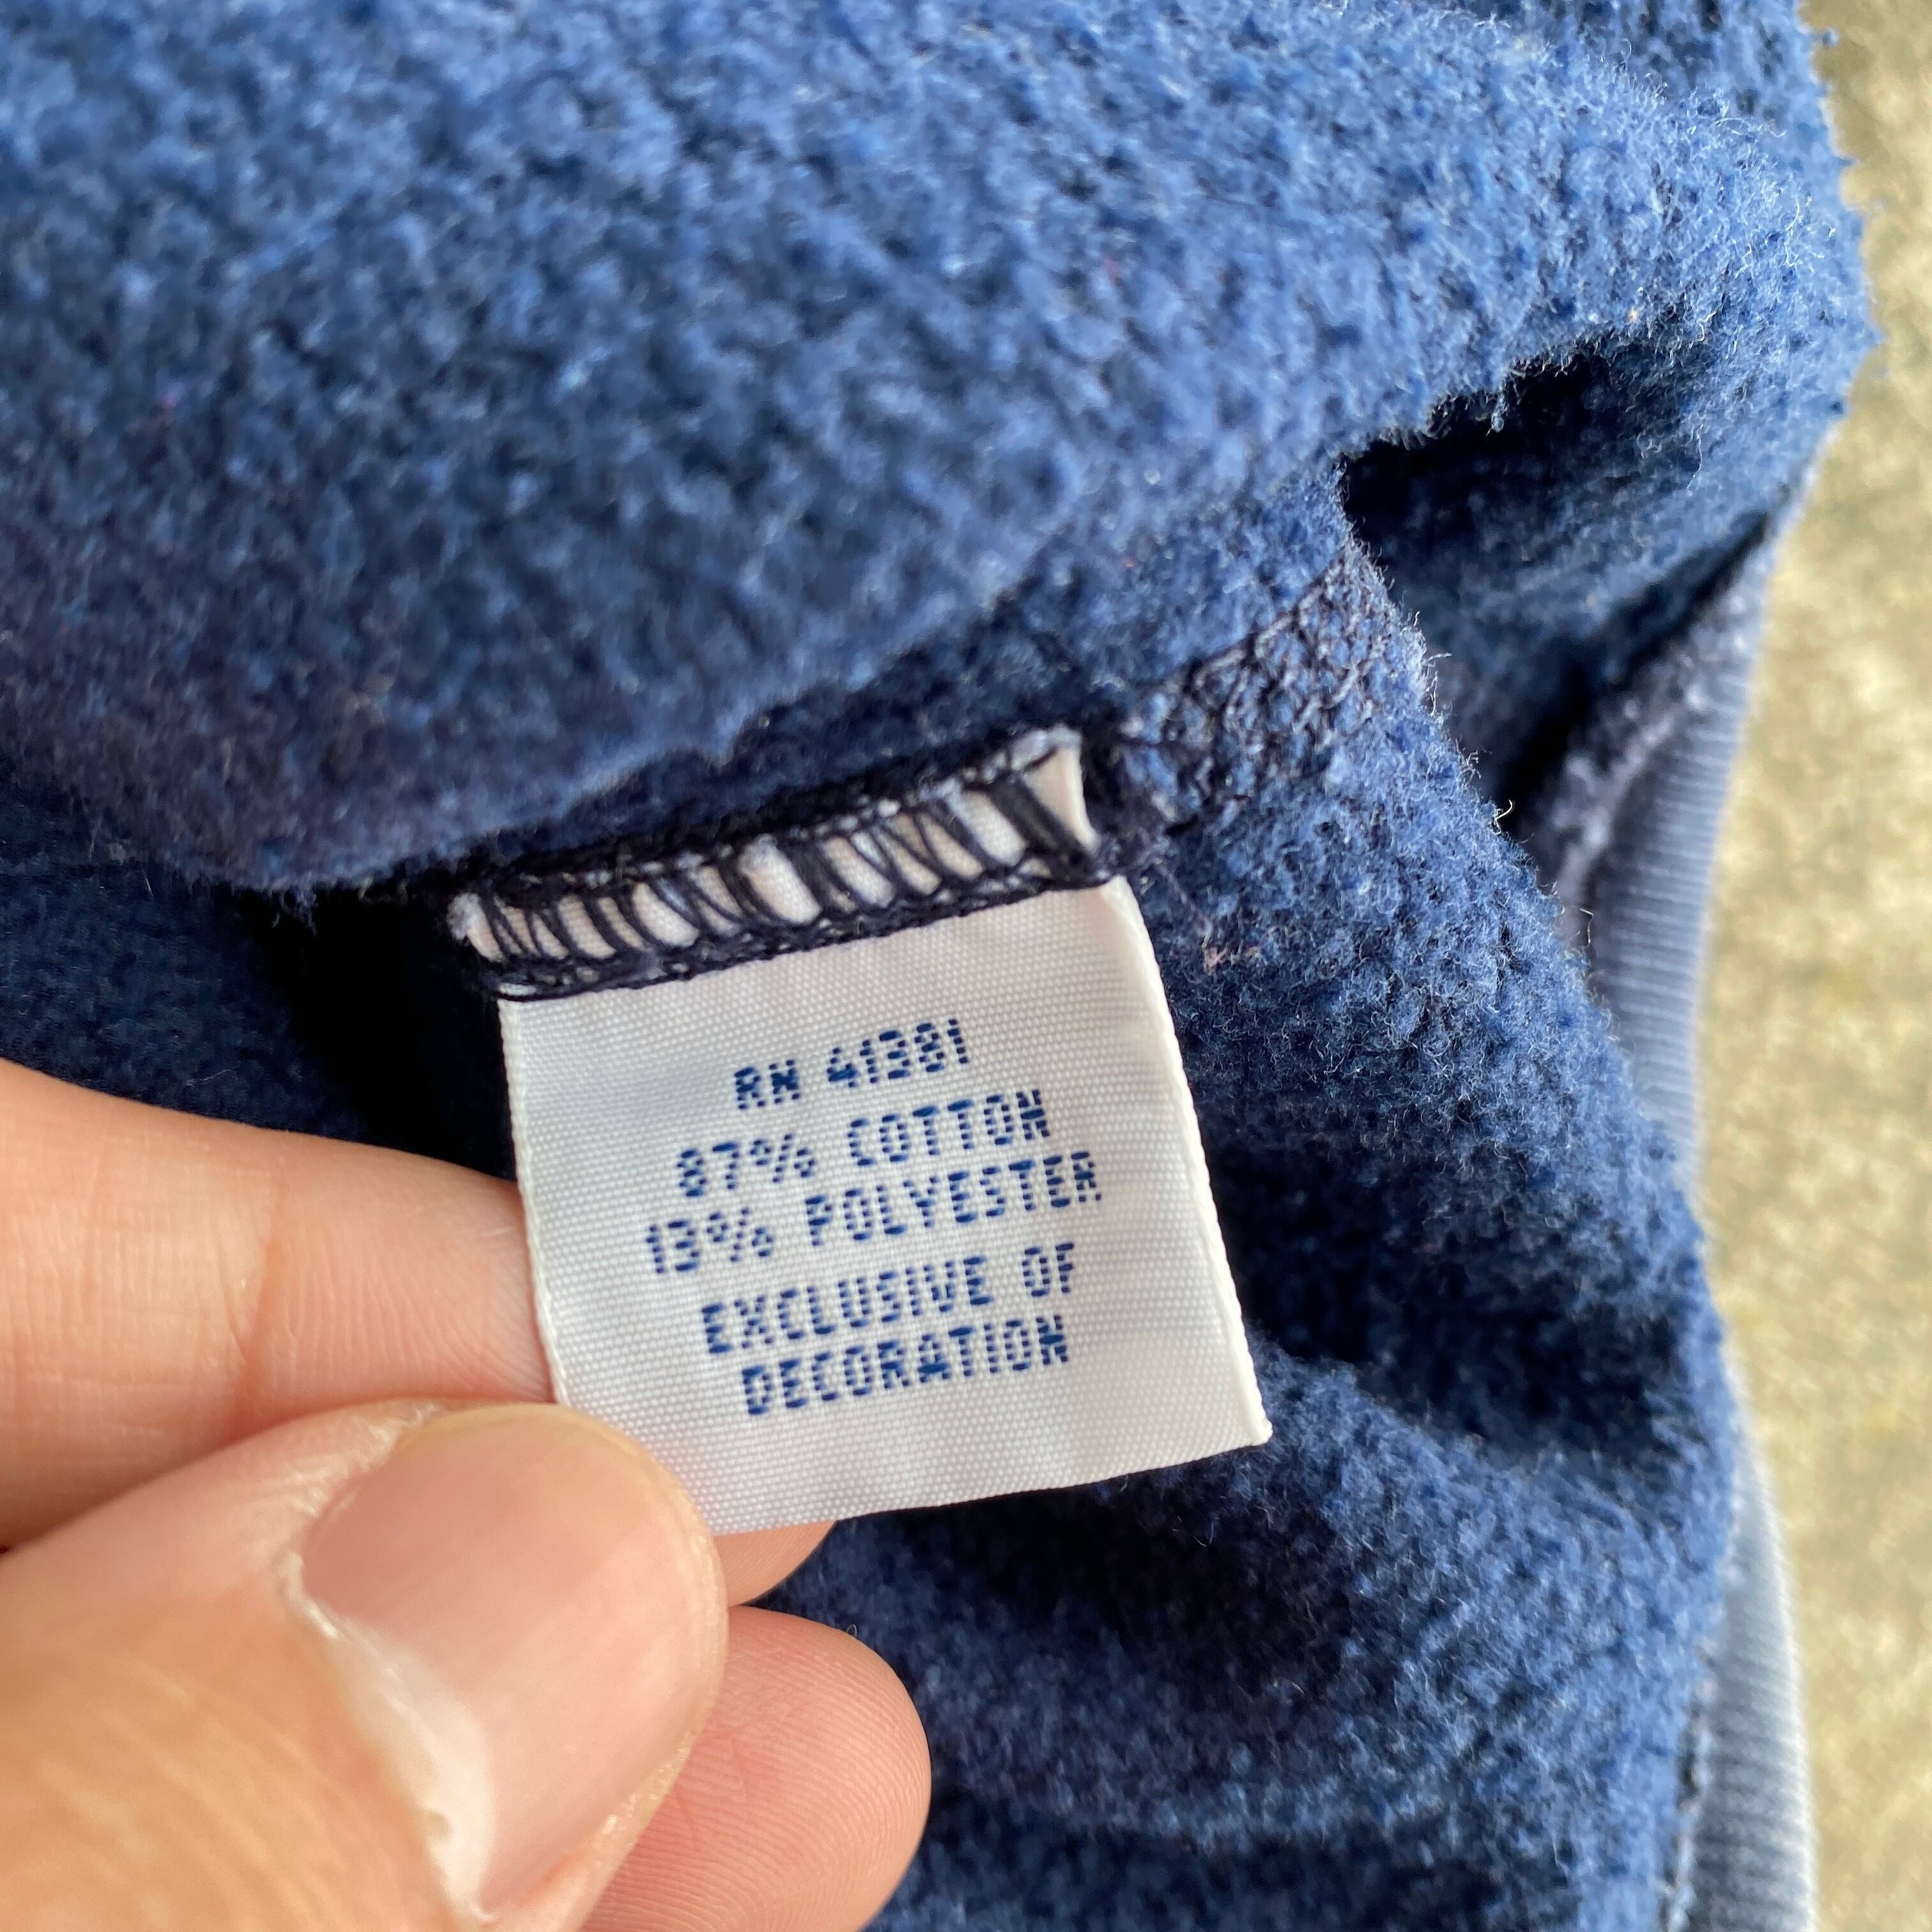 RN 41381
87% COTTON
13% POLYESTER
EXCLUSIVE OF
DECORATION